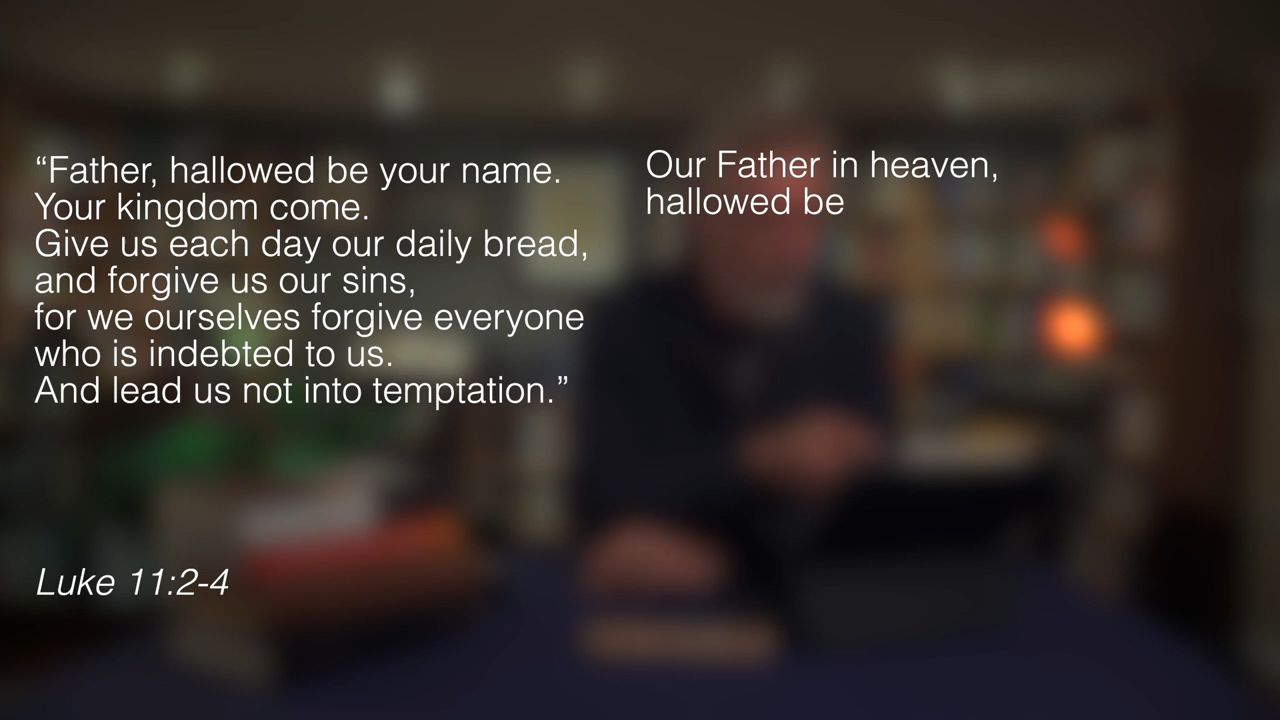 “Father, hallowed be your name.
Your kingdom come.
Give us each day our daily bread,
and forgive us our sins,
for we ourselves forgive everyone
who is indebted to us.
And lead us not into temptation.”
Luke 11:2-4
Our Father in heaven,
hallowed be